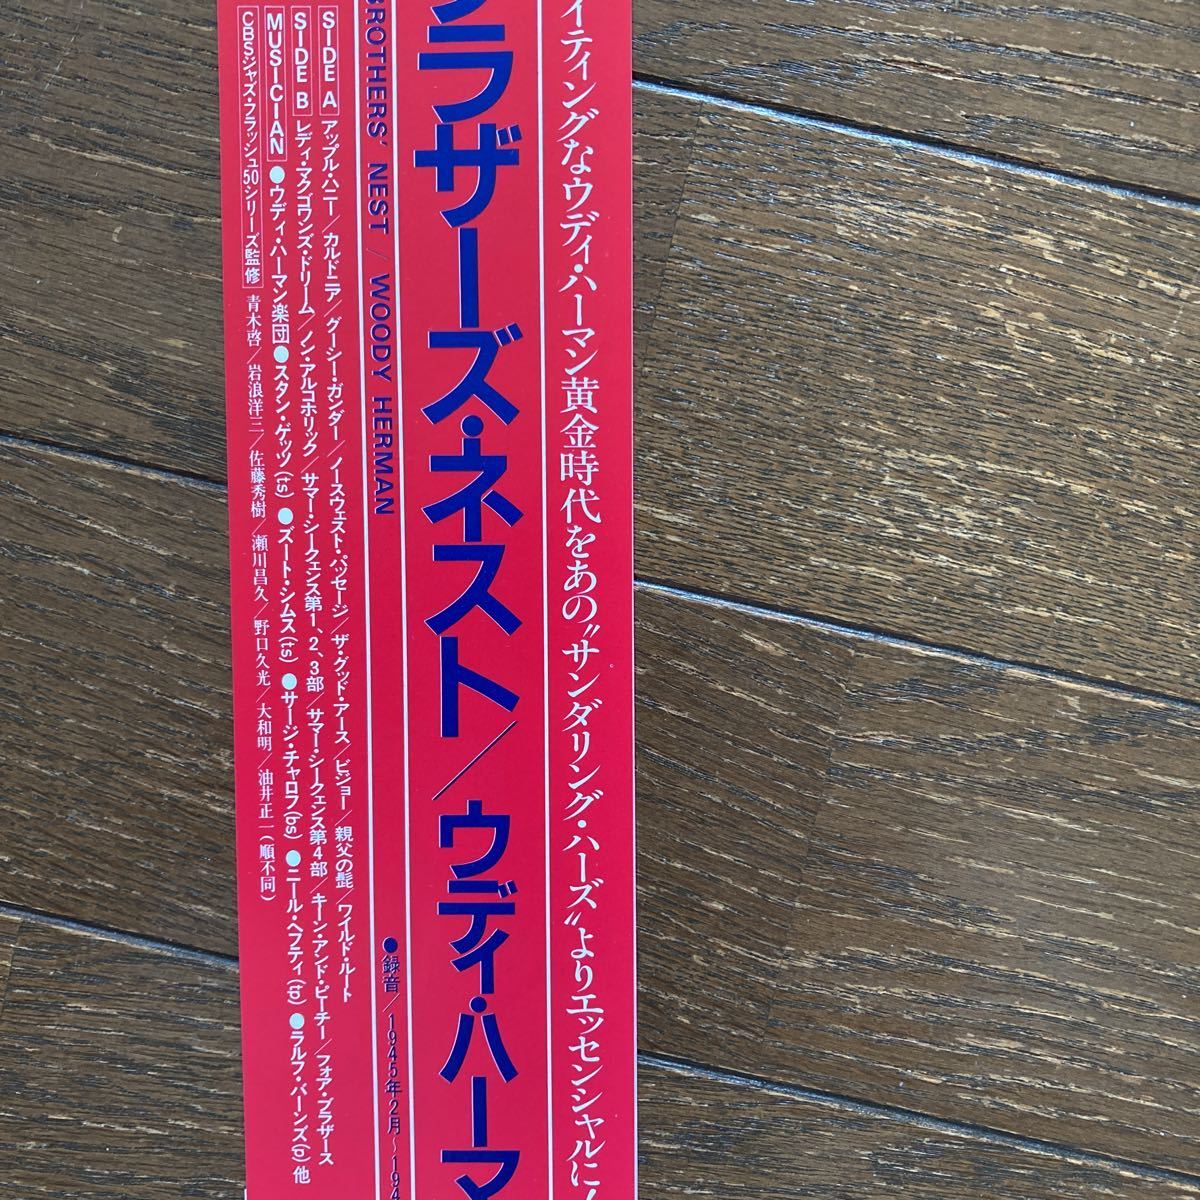 イティングなウディ・ハーマン黄金時代をあの〝サンダリング・ハーズ〟よりエッセンシャルに！
ラザーズ・ネスト／ウディ・ハーマ
BROTHERS' NEST / WOODY HERMAN
●録音／1945年2月〜194
SIDE A アップル・ハニー／カルドニア／グーシー・ガンダー／ノースウェスト・パッセージ／ザ・グッド・アース／ビジョー／親父の髭／ワイルド・ルート
SIDE B レディ・マクゴワンズ・ドリーム／ノン・アルコホリック／サマー・シークェンス第1、2、3部／サマー・シークェンス第4部／キーン・アンド・ピーチー／フォア・ブラザース
MUSICIAN ●ウディ・ハーマン楽団●スタン・ゲッツ(ts) ●ズート・シムス(ts) ●サージ・チャロフ(bs) ●ニール・ヘフティ(tp) ●ラルフ・バーンズ(p)他
CBSジャズ・フラッシュ50シリーズ監修 青木啓／岩浪洋三／佐藤秀樹／瀬川昌久／野口久光／大和明／油井正一(順不同)